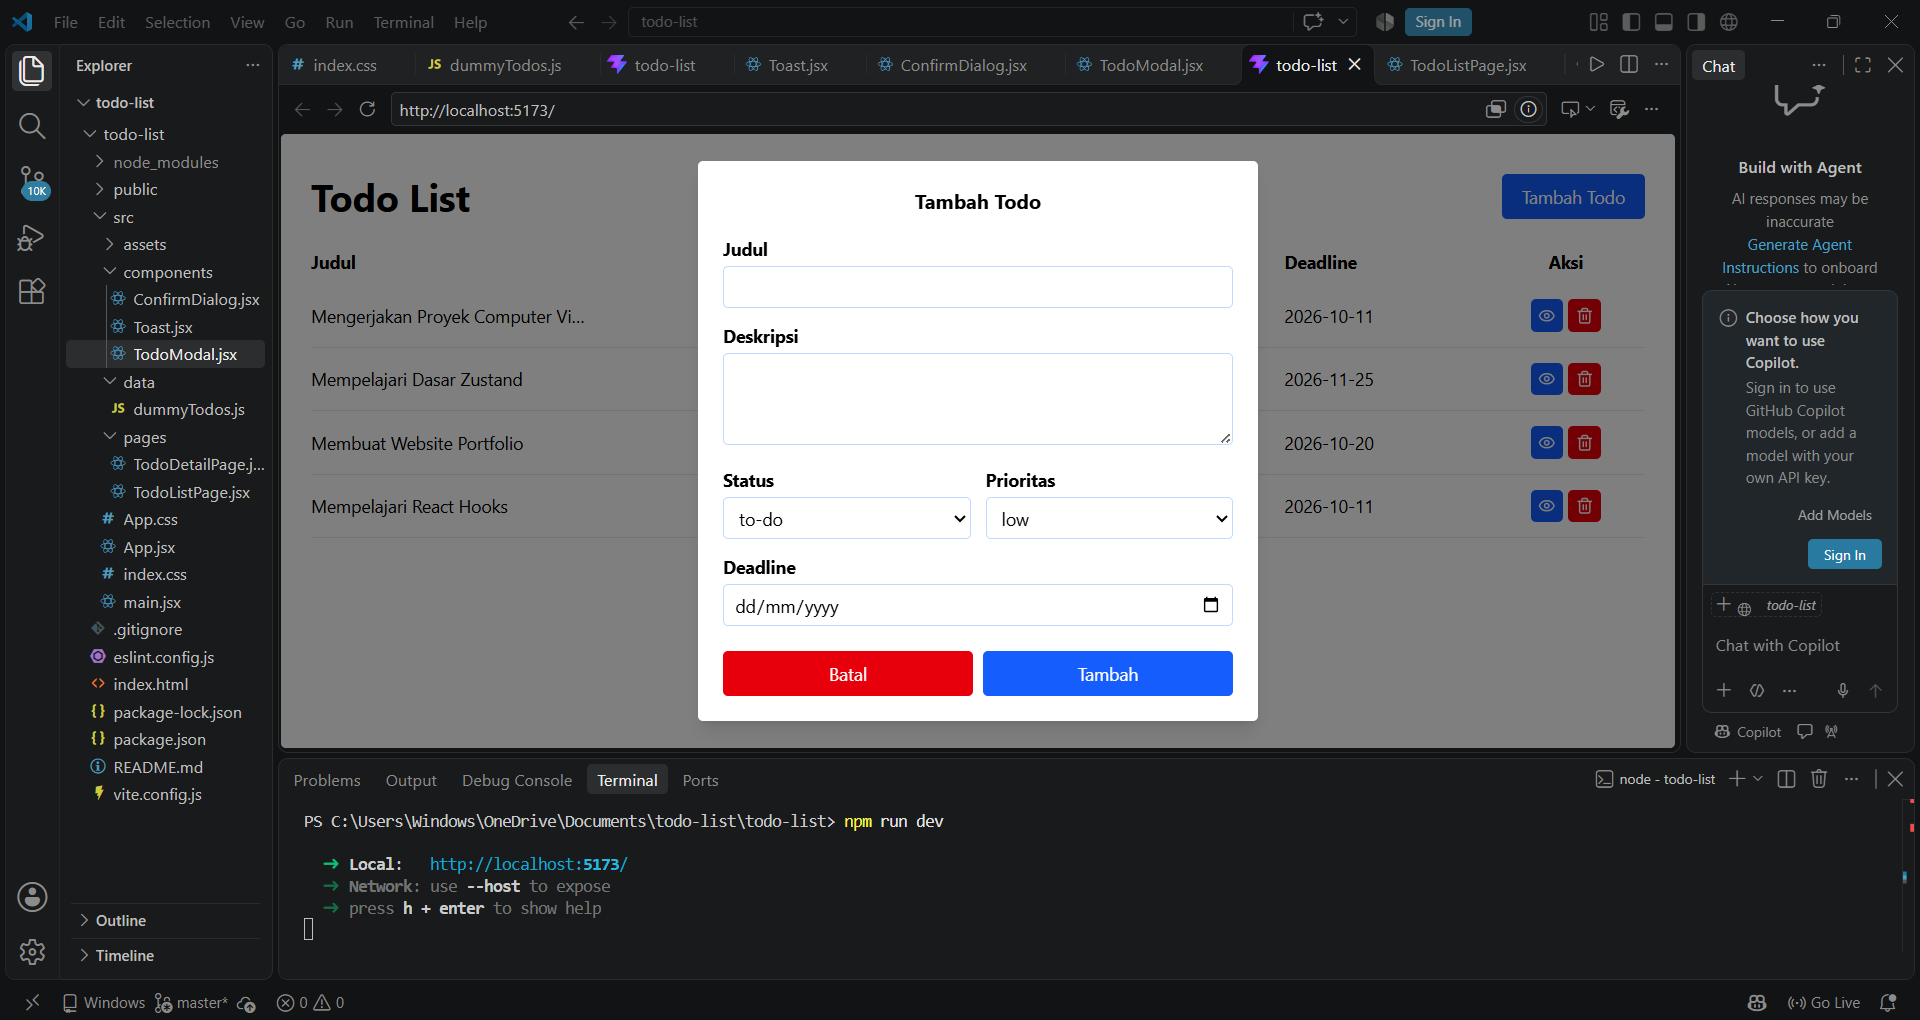 File Edit Selection View Go Run Terminal Help
todo-list
Sign In
Explorer
todo-list
todo-list
node_modules
public
src
assets
components
ConfirmDialog.jsx
Toast.jsx
TodoModal.jsx
data
JS dummyTodos.js
pages
TodoDetailPage.j...
TodoListPage.jsx
# App.css
App.jsx
# index.css
main.jsx
.gitignore
eslint.config.js
<> index.html
{} package-lock.json
{} package.json
README.md
vite.config.js
Outline
Timeline
10K
# index.css
JS dummyTodos.js
todo-list
Toast.jsx
ConfirmDialog.jsx
TodoModal.jsx
todo-list
TodoListPage.jsx
http://localhost:5173/
Todo List
Tambah Todo
Judul
Deadline
Aksi
Mengerjakan Proyek Computer Vi...
2026-10-11
Mempelajari Dasar Zustand
2026-11-25
Membuat Website Portfolio
2026-10-20
Mempelajari React Hooks
2026-10-11
Tambah Todo
Judul
Deskripsi
Status
Prioritas
to-do
low
Deadline
dd/mm/yyyy
Batal
Tambah
Chat
Build with Agent
AI responses may be
inaccurate
Generate Agent
Instructions to onboard
Choose how you
want to use
Copilot.
Sign in to use
GitHub Copilot
models, or add a
model with your
own API key.
Add Models
Sign In
todo-list
Chat with Copilot
Copilot
Problems Output Debug Console Terminal Ports
node - todo-list
PS C:\Users\Windows\OneDrive\Documents\todo-list\todo-list> npm run dev
➜ Local: http://localhost:5173/
➜ Network: use --host to expose
➜ press h + enter to show help
Windows
master*
0
0
Go Live